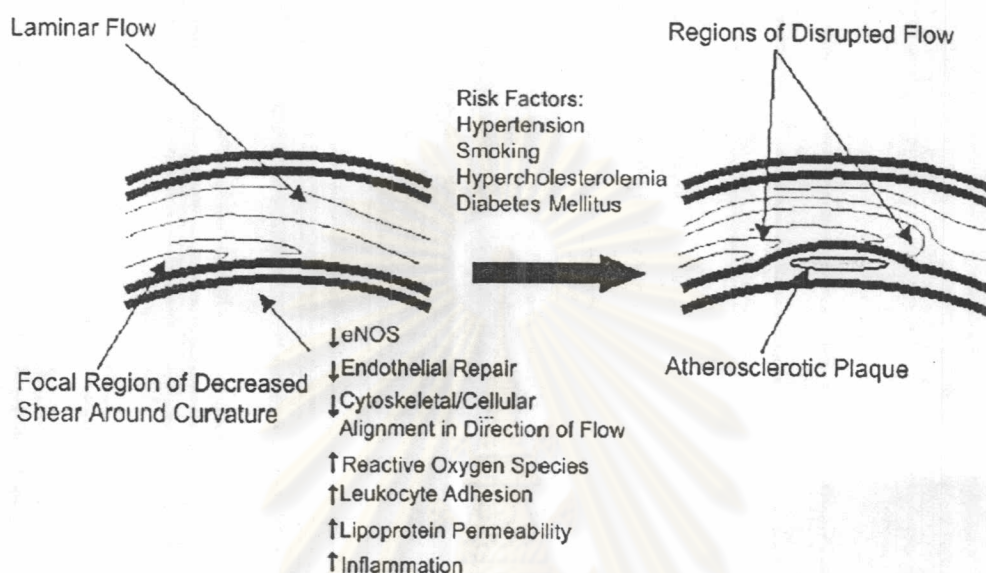 Laminar Flow
Regions of Disrupted Flow
Risk Factors:
Hypertension
Smoking
Hypercholesterolemia
Diabetes Mellitus
Focal Region of Decreased
Shear Around Curvature
↓eNOS
↓Endothelial Repair
↓Cytoskeletal/Cellular
Alignment in Direction of Flow
↑Reactive Oxygen Species
↑Leukocyte Adhesion
↑Lipoprotein Permeability
↑Inflammation
Atherosclerotic Plaque